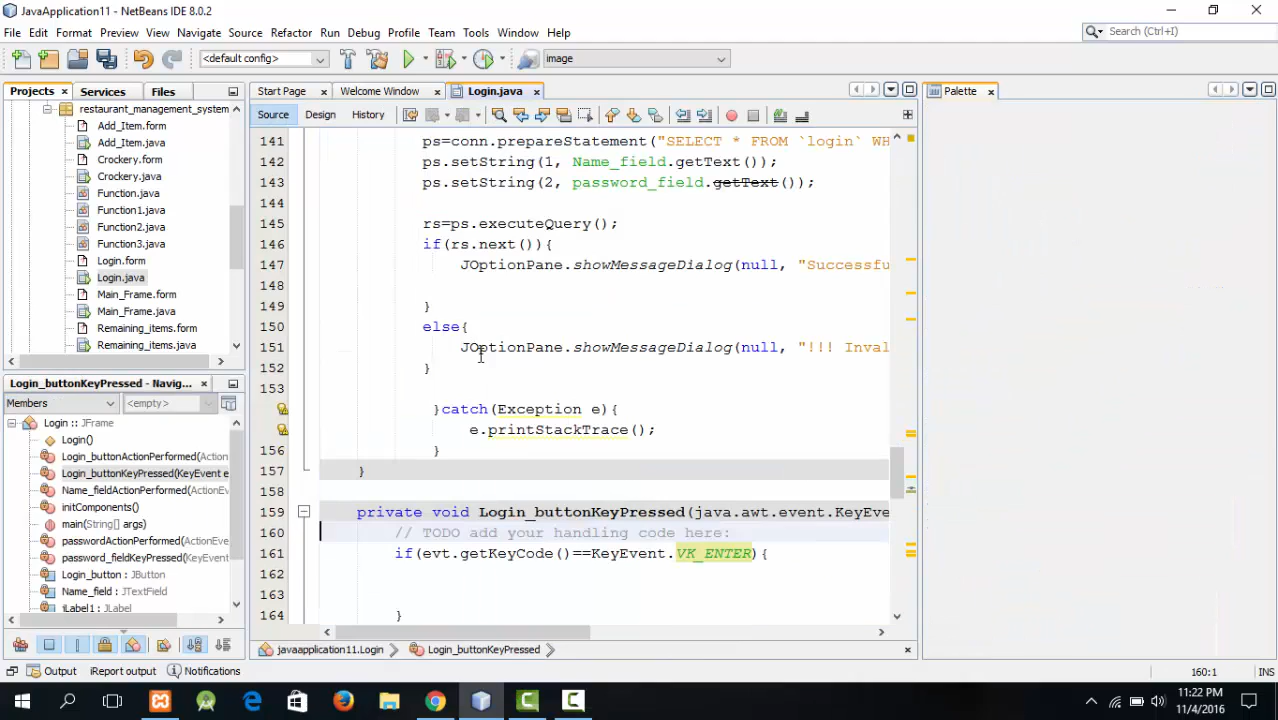 JavaApplication11 - NetBeans IDE 8.0.2
File Edit Format Preview View Navigate Source Refactor Run Debug Profile Team Tools Window Help
Search (Ctrl+I)
<default config>
image
Projects Services Files
Start Page Welcome Window Login.java
Palette
Source Design History
restaurant_management_system
Add_Item.form
Add_Item.java
Crockery.form
Crockery.java
Function.java
Function1.java
Function2.java
Function3.java
Login.form
Login.java
Main_Frame.form
Main_Frame.java
Remaining_items.form
Remaining_items.java
Login_buttonKeyPressed - Navig...
Members
<empty>
Login :: JFrame
Login()
Login_buttonActionPerformed(Action
Login_buttonKeyPressed(KeyEvent e
Name_fieldActionPerformed(ActionEv
initComponents()
main(String[] args)
passwordActionPerformed(ActionEve
password_fieldKeyPressed(KeyEvent
Login_button : JButton
Name_field : JTextField
jLabel1 : JLabel
141 ps=conn.prepareStatement("SELECT * FROM `login` WH
142 ps.setString(1, Name_field.getText());
143 ps.setString(2, password_field.getText());
144
145 rs=ps.executeQuery();
146 if(rs.next()){
147 JOptionPane.showMessageDialog(null, "Successfu
148
149 }
150 else{
151 JOptionPane.showMessageDialog(null, "!!! Inval
152 }
153
}catch(Exception e){
e.printStackTrace();
156 }
157 }
158
159 private void Login_buttonKeyPressed(java.awt.event.KeyEve
160 // TODO add your handling code here:
161 if(evt.getKeyCode()==KeyEvent.VK_ENTER){
162
163
164 }
javaapplication11.Login Login_buttonKeyPressed
Output iReport output Notifications
160:1 INS
11:22 PM
11/4/2016